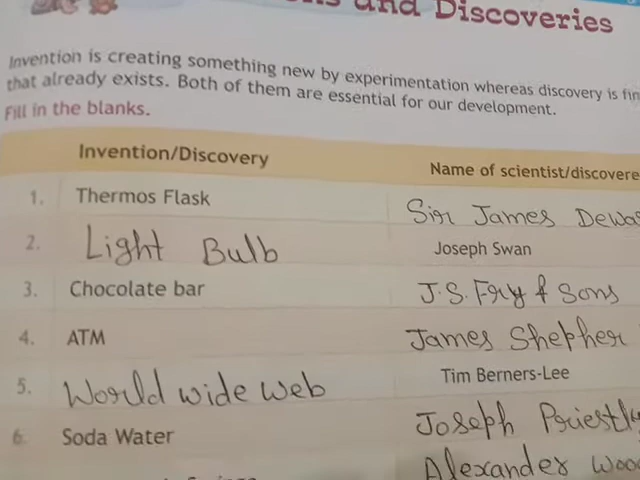 and Discoveries
Invention is creating something new by experimentation whereas discovery is fin
that already exists. Both of them are essential for our development.
Fill in the blanks.
Invention/Discovery Name of scientist/discovere
1. Thermos Flask Sir James Dewa
2. Light Bulb Joseph Swan
3. Chocolate bar J.S. Fry & Sons
4. ATM James Shepher
5. World wide web Tim Berners-Lee
6. Soda Water Joseph Priestly
Alexander Woo